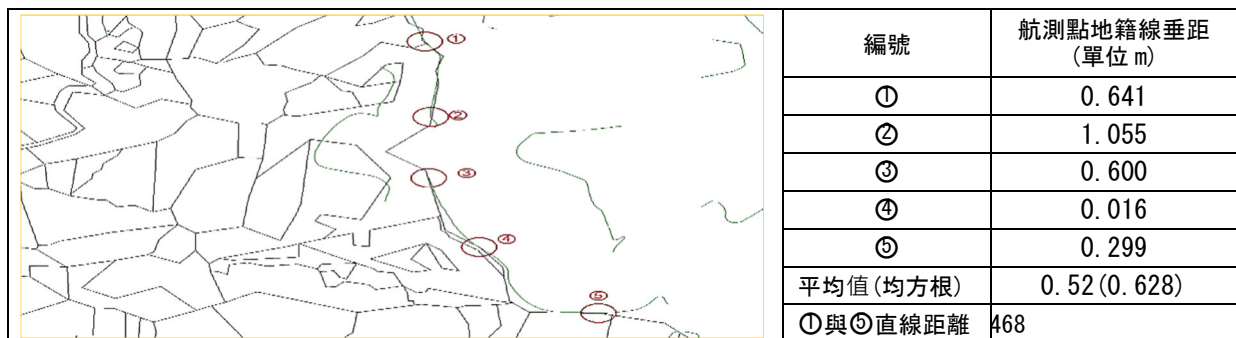 ①
②
③
④
⑤
編號 航測點地籍線垂距
(單位 m)
① 0.641
② 1.055
③ 0.600
④ 0.016
⑤ 0.299
平均值(均方根) 0.52(0.628)
①與⑤直線距離 468